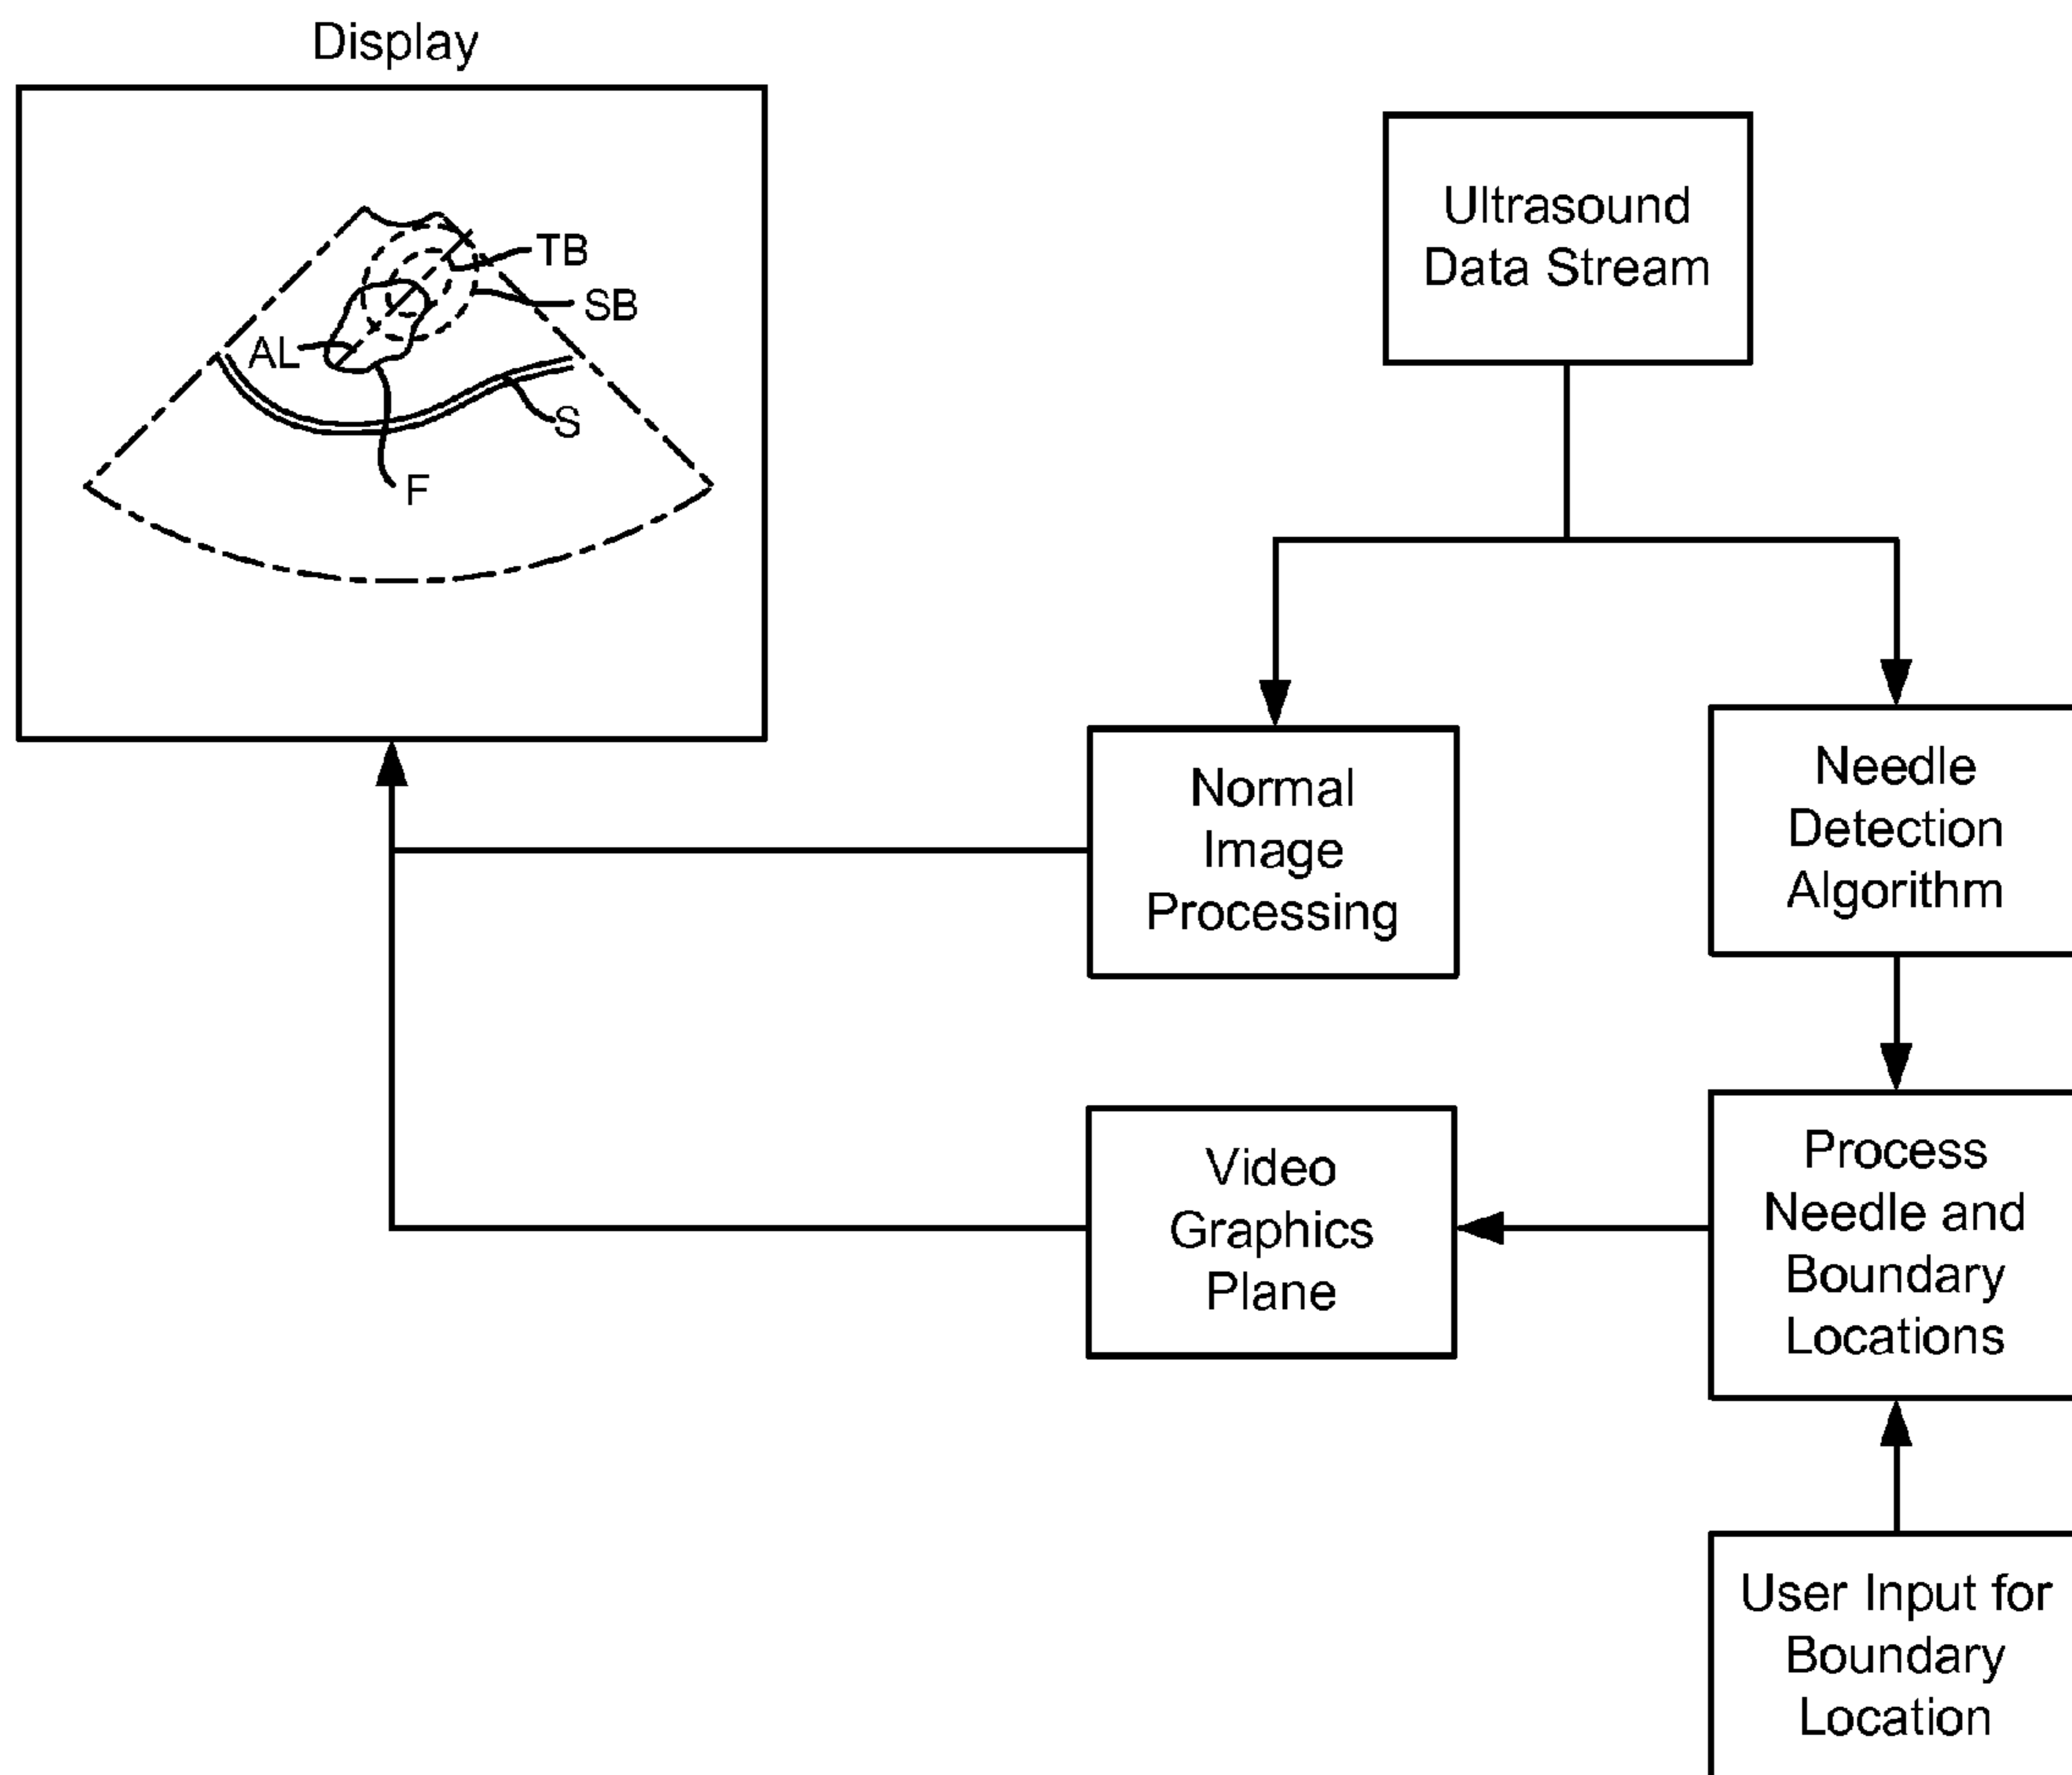 Display
TB
SB
AL
S
F
Ultrasound
Data Stream
Normal
Image
Processing
Needle
Detection
Algorithm
Video
Graphics
Plane
Process
Needle and
Boundary
Locations
User Input for
Boundary
Location